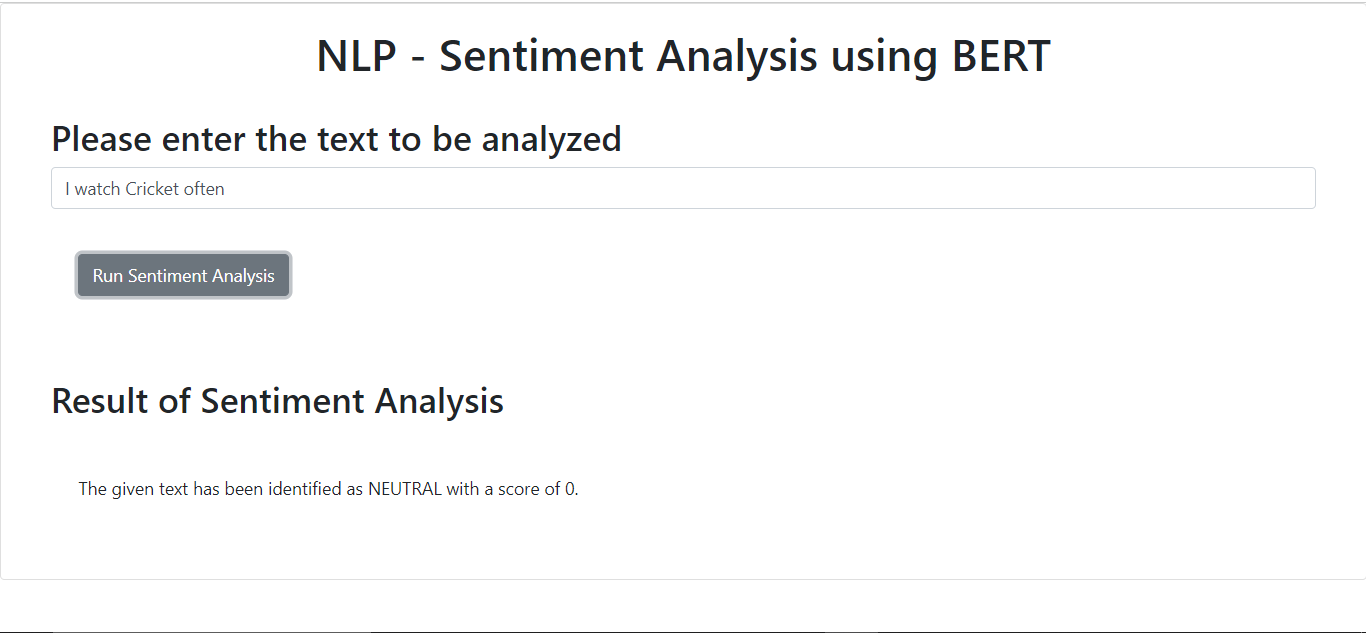 NLP - Sentiment Analysis using BERT
Please enter the text to be analyzed
I watch Cricket often
Run Sentiment Analysis
Result of Sentiment Analysis
The given text has been identified as NEUTRAL with a score of 0.